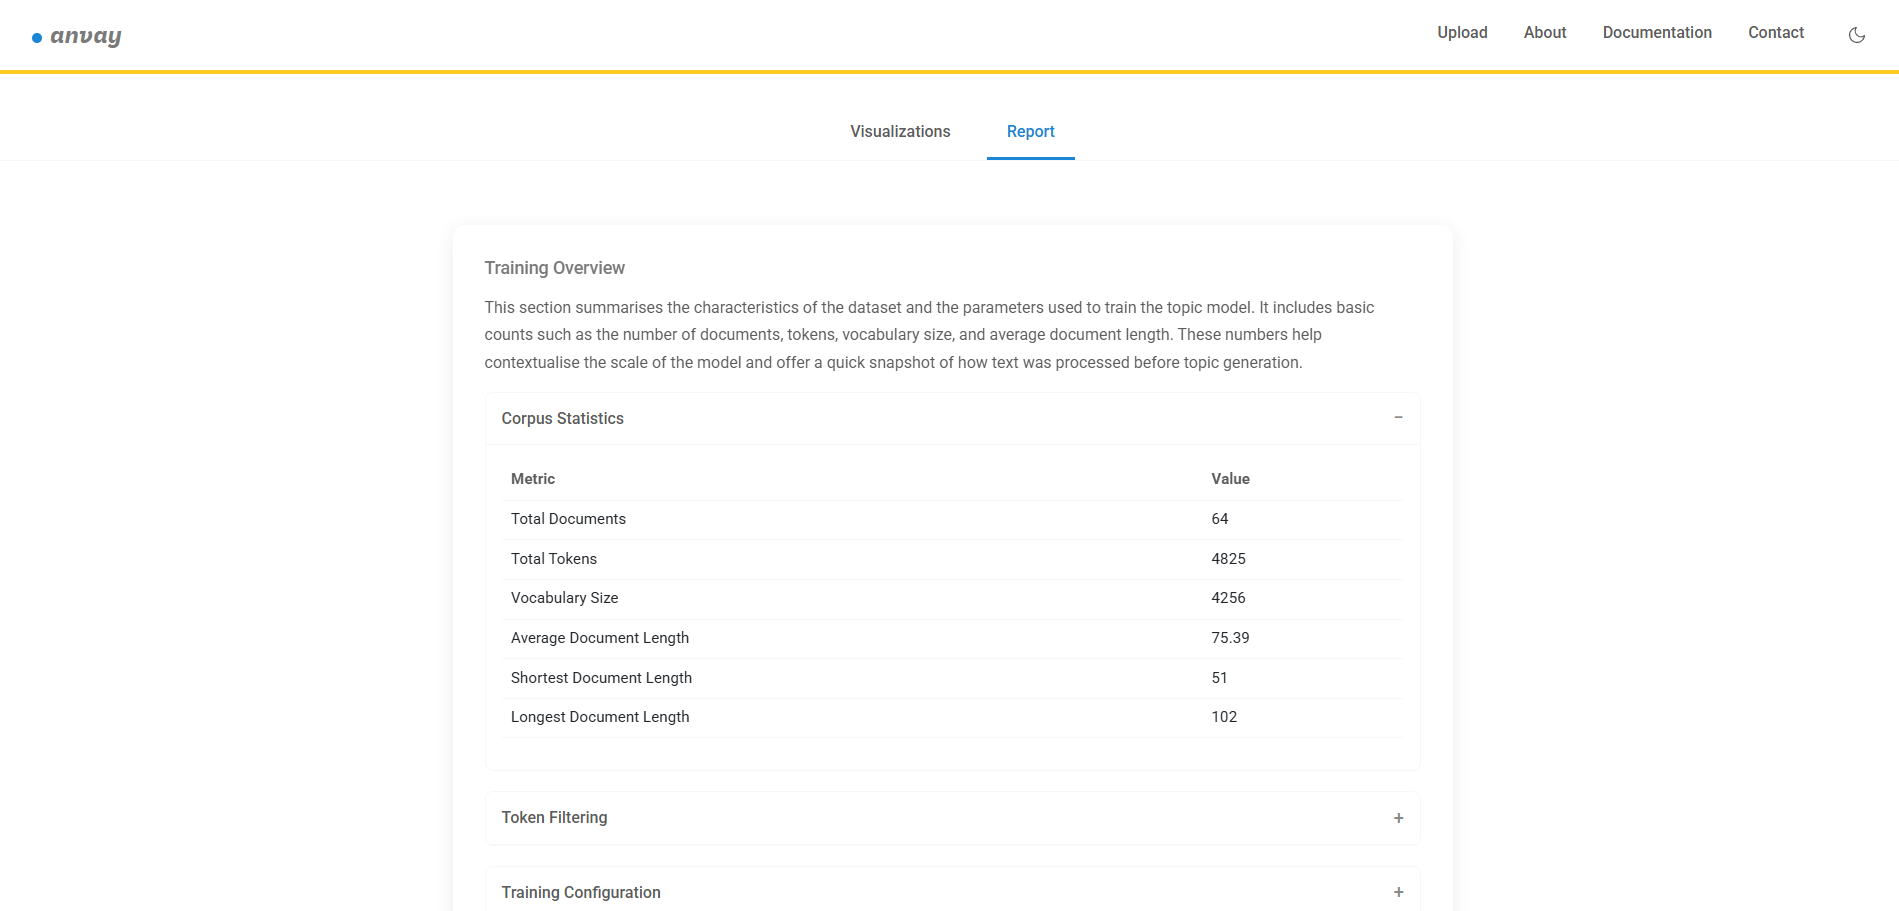 anvay
Upload About Documentation Contact
Visualizations Report
Training Overview
This section summarises the characteristics of the dataset and the parameters used to train the topic model. It includes basic
counts such as the number of documents, tokens, vocabulary size, and average document length. These numbers help
contextualise the scale of the model and offer a quick snapshot of how text was processed before topic generation.
Corpus Statistics −
Metric Value
Total Documents 64
Total Tokens 4825
Vocabulary Size 4256
Average Document Length 75.39
Shortest Document Length 51
Longest Document Length 102
Token Filtering +
Training Configuration +